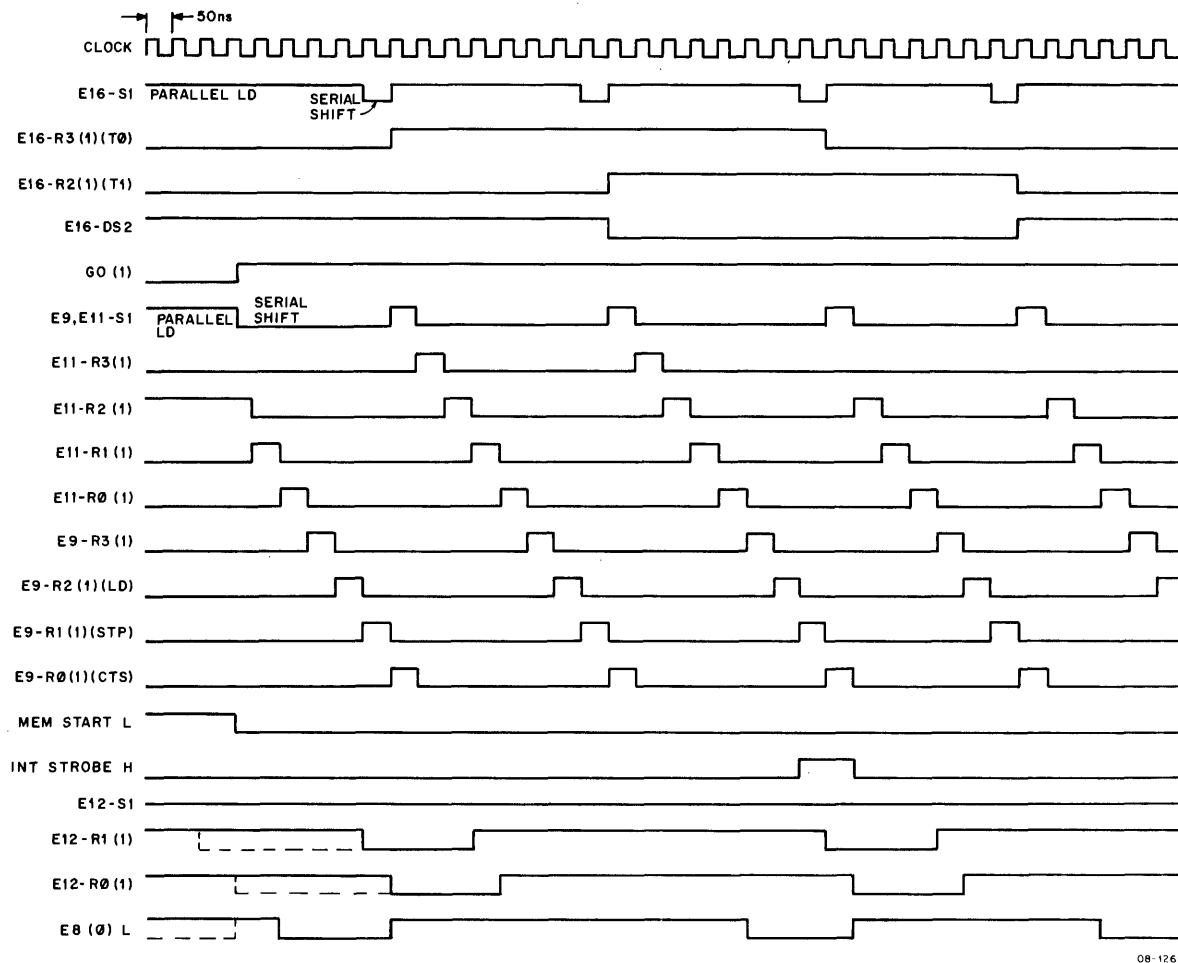 50ns
CLOCK
E16-S1
PARALLEL LD
SERIAL
SHIFT
E16-R3(1)(TØ)
E16-R2(1)(T1)
E16-DS2
GO (1)
E9,E11-S1
PARALLEL
LD
SERIAL
SHIFT
E11-R3(1)
E11-R2(1)
E11-R1(1)
E11-RØ(1)
E9-R3(1)
E9-R2(1)(LD)
E9-R1(1)(STP)
E9-RØ(1)(CTS)
MEM START L
INT STROBE H
E12-S1
E12-R1(1)
E12-RØ(1)
E8(Ø)L
08-126